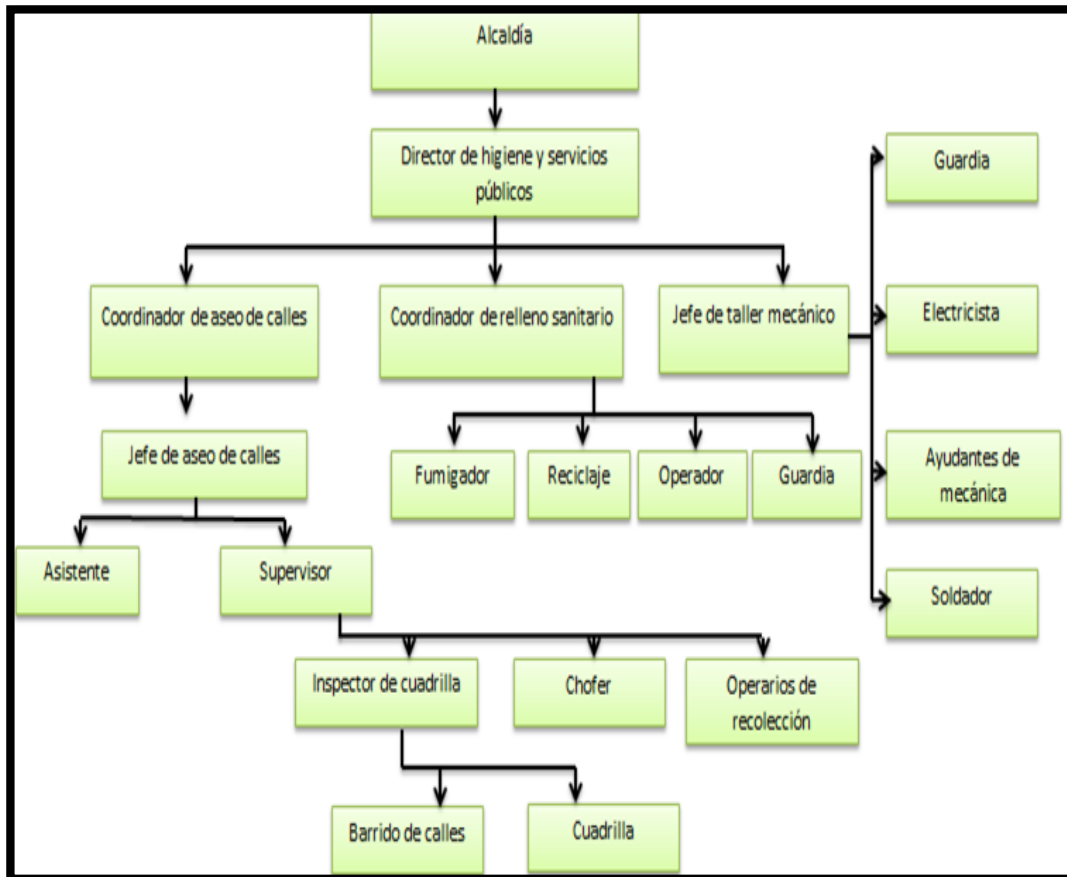 Alcaldía
Director de higiene y servicios
públicos
Guardia
Coordinador de aseo de calles
Coordinador de relleno sanitario
Jefe de taller mecánico
Electricista
Jefe de aseo de calles
Fumigador
Reciclaje
Operador
Guardia
Ayudantes de
mecánica
Asistente
Supervisor
Soldador
Inspector de cuadrilla
Chofer
Operarios de
recolección
Barrido de calles
Cuadrilla